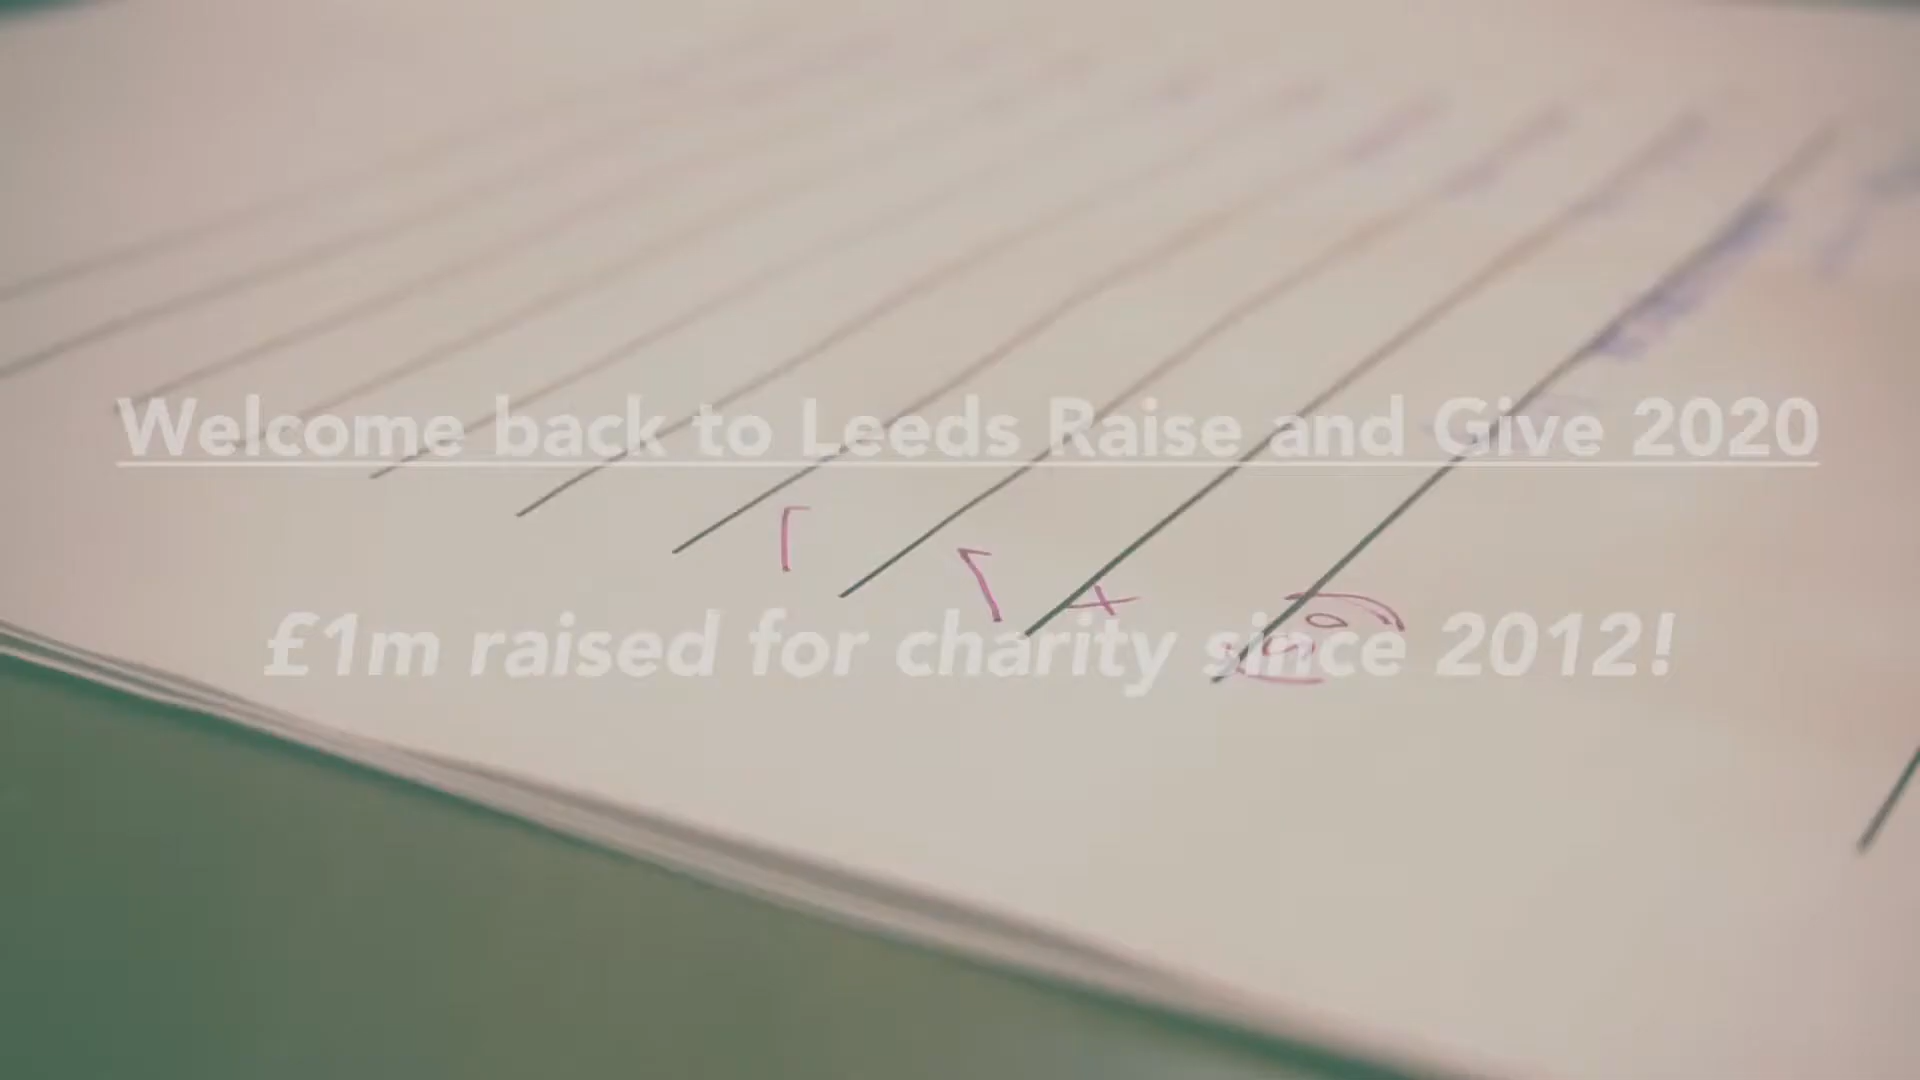 Welcome back to Leeds Raise and Give 2020
£1m raised for charity since 2012!